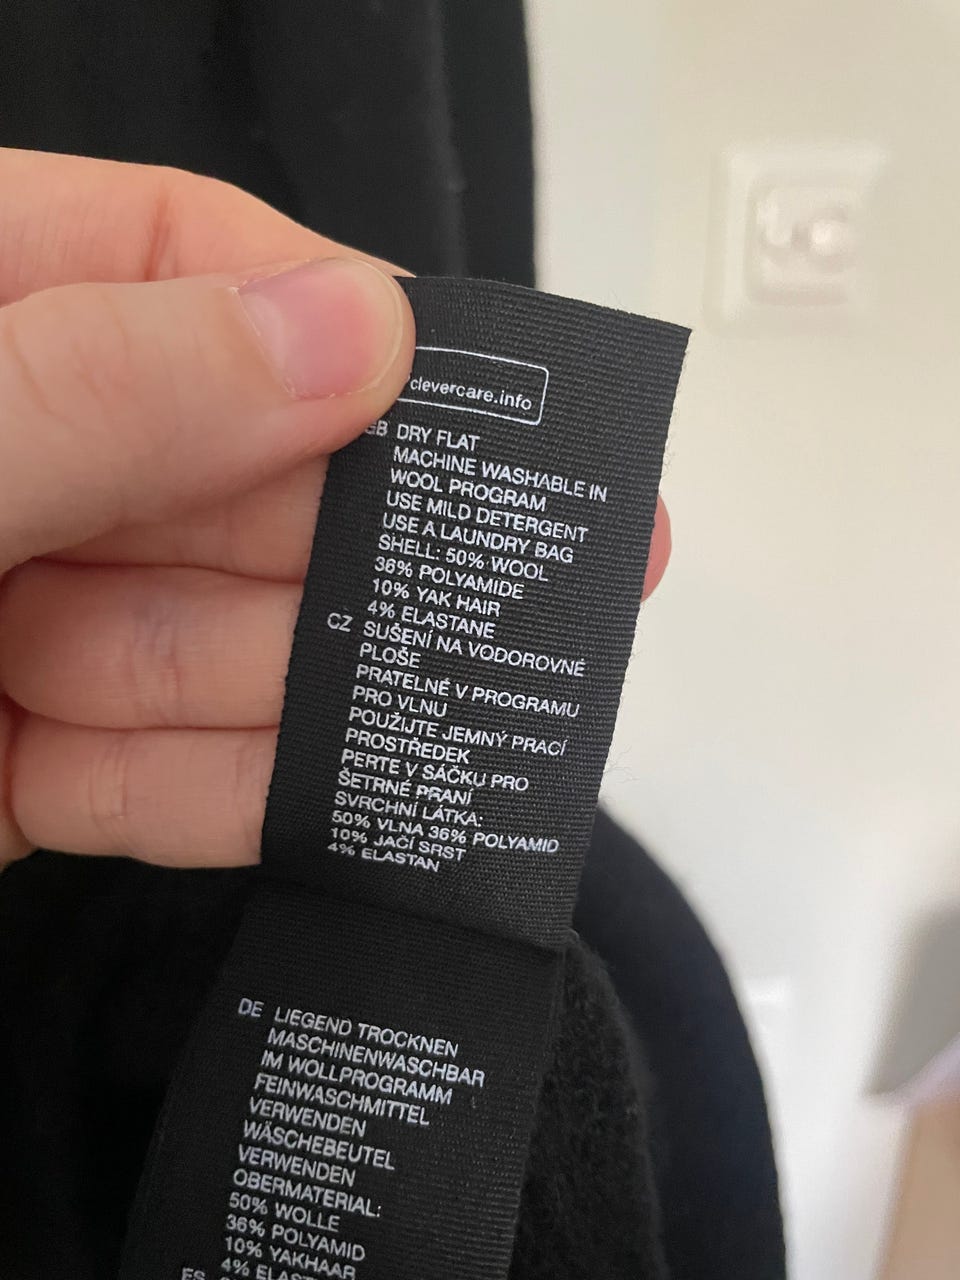 clevercare.info
GB DRY FLAT
MACHINE WASHABLE IN
WOOL PROGRAM
USE MILD DETERGENT
USE A LAUNDRY BAG
SHELL: 50% WOOL
36% POLYAMIDE
10% YAK HAIR
4% ELASTANE
CZ SUŠENÍ NA VODOROVNÉ
PLOŠE
PRATELNÉ V PROGRAMU
PRO VLNU
POUŽIJTE JEMNÝ PRACÍ
PROSTŘEDEK
PERTE V SÁČKU PRO
ŠETRNÉ PRANÍ
SVRCHNÍ LÁTKA:
50% VLNA 36% POLYAMID
10% JAČÍ SRST
4% ELASTAN
DE LIEGEND TROCKNEN
MASCHINENWASCHBAR
IM WOLLPROGRAMM
FEINWASCHMITTEL
VERWENDEN
WÄSCHEBEUTEL
VERWENDEN
OBERMATERIAL:
50% WOLLE
36% POLYAMID
10% YAKHAAR
4% ELASTAN
ES